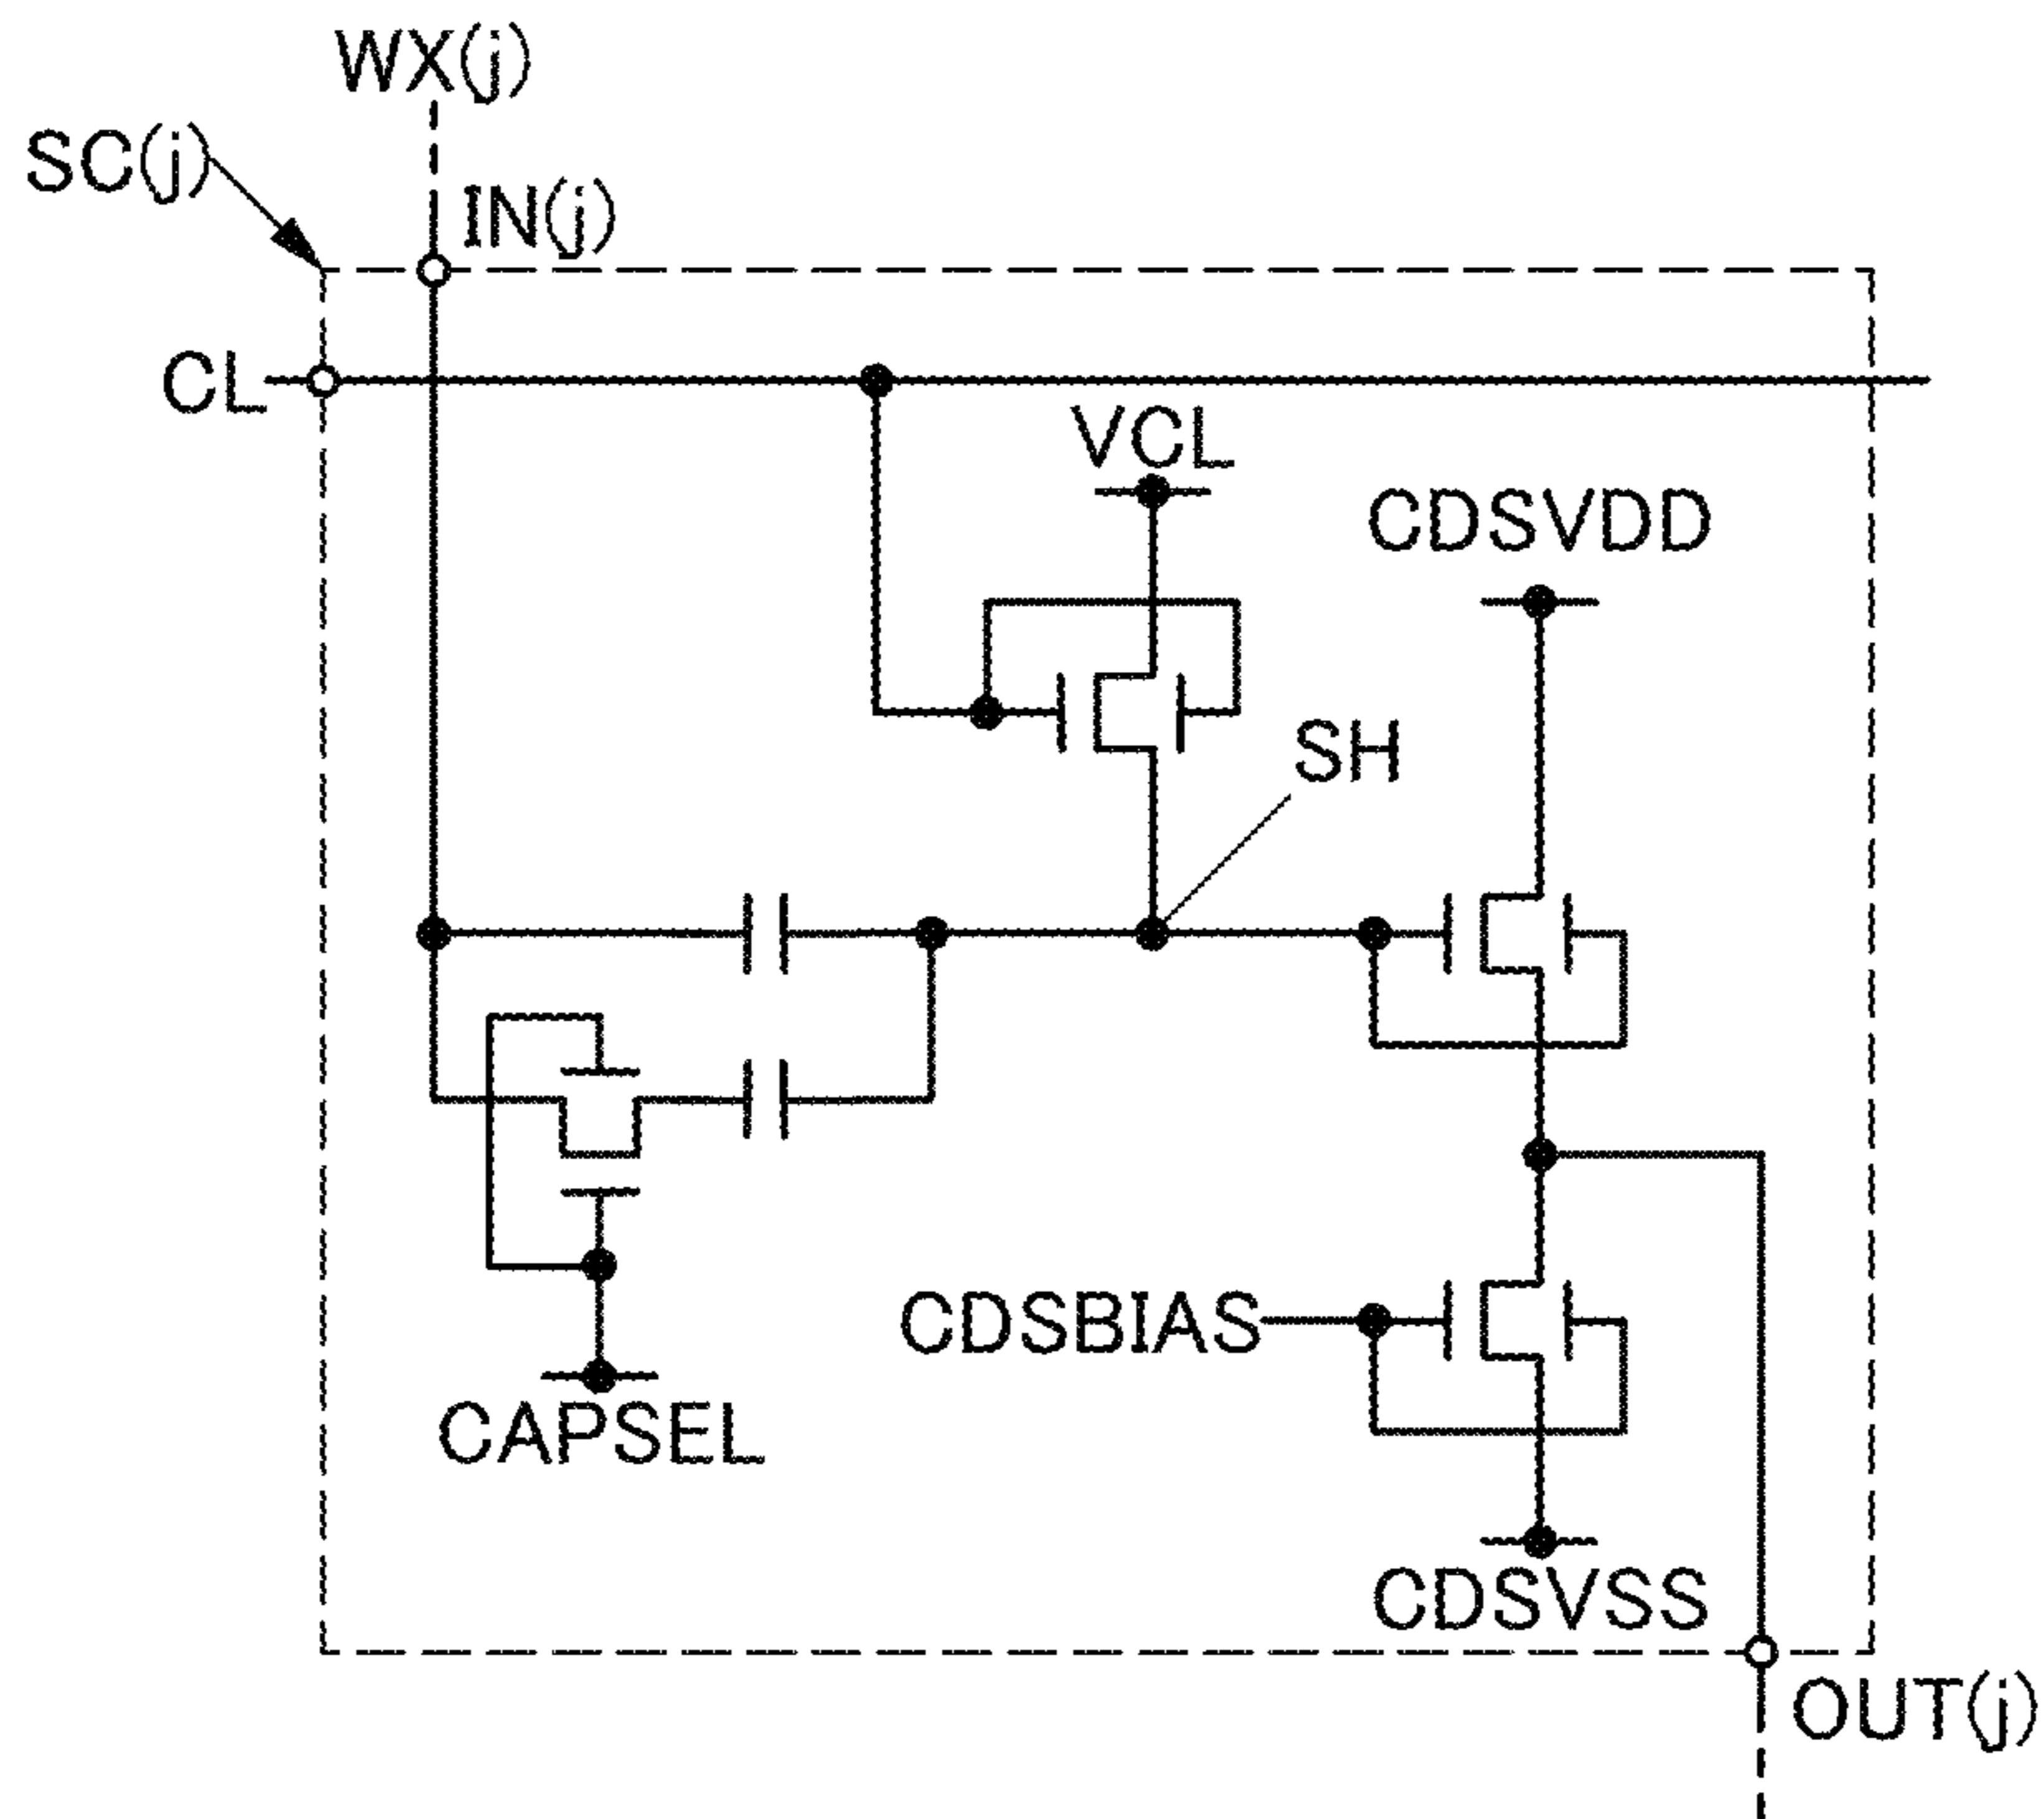 WX(j)
SC(j)
IN(j)
CL
VCL
CDSVDD
SH
CDSBIAS
CAPSEL
CDSVSS
OUT(j)